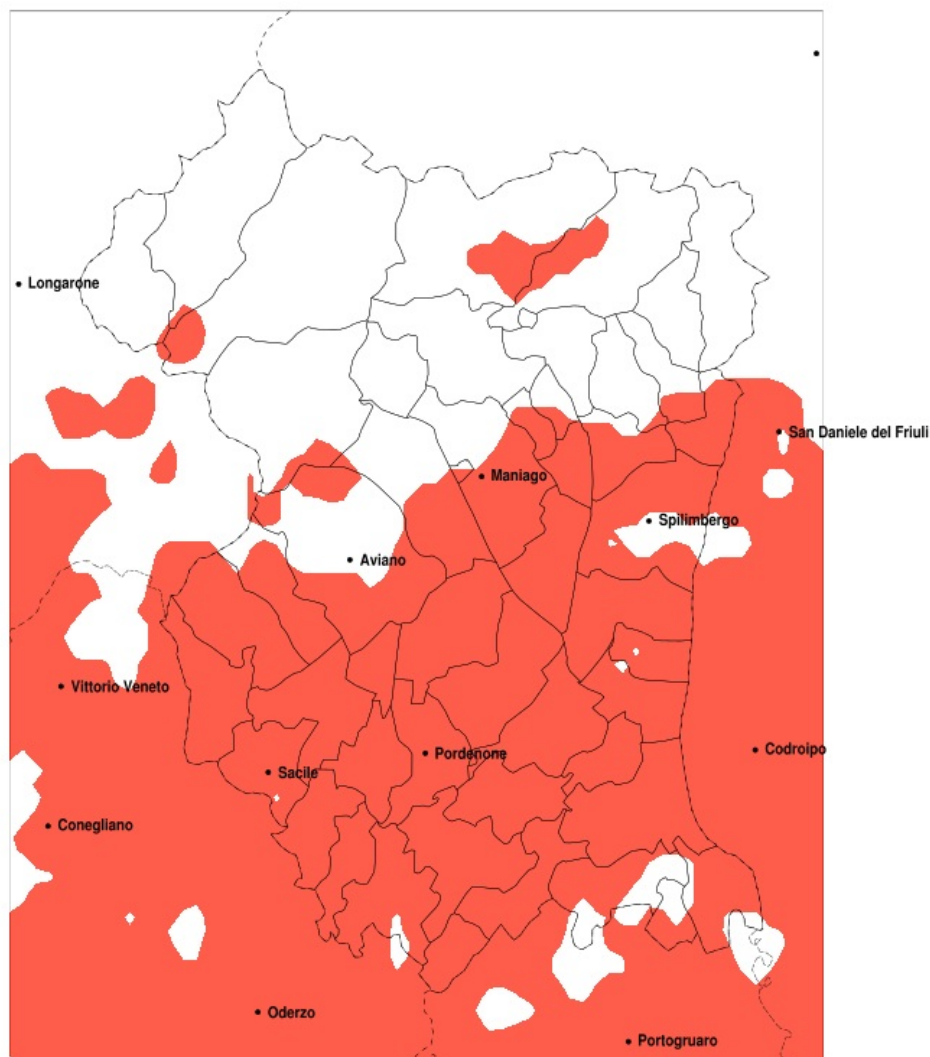 Longarone
San Daniele del Friuli
Maniago
Spilimbergo
Aviano
Vittorio Veneto
Codroipo
Pordenone
Sacile
Conegliano
Oderzo
Portogruaro